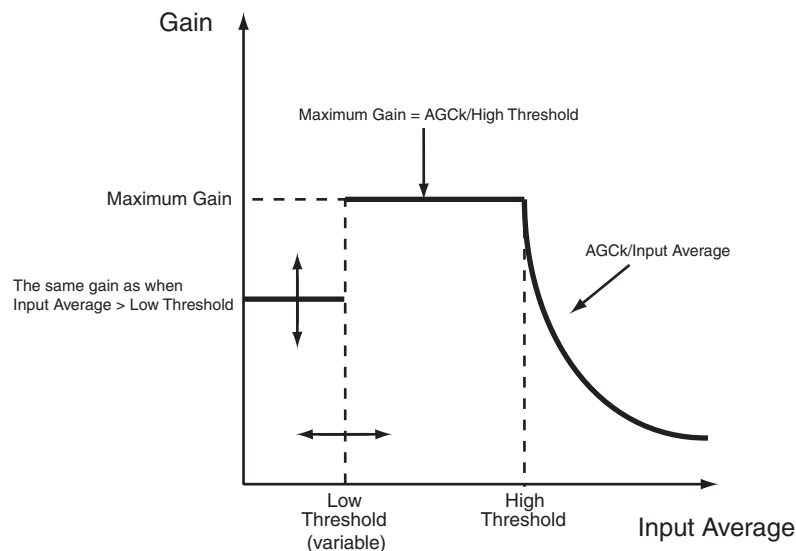 Gain
Maximum Gain = AGCk/High Threshold
Maximum Gain
AGCk/Input Average
The same gain as when
Input Average > Low Threshold
Low
Threshold
(variable)
High
Threshold
Input Average